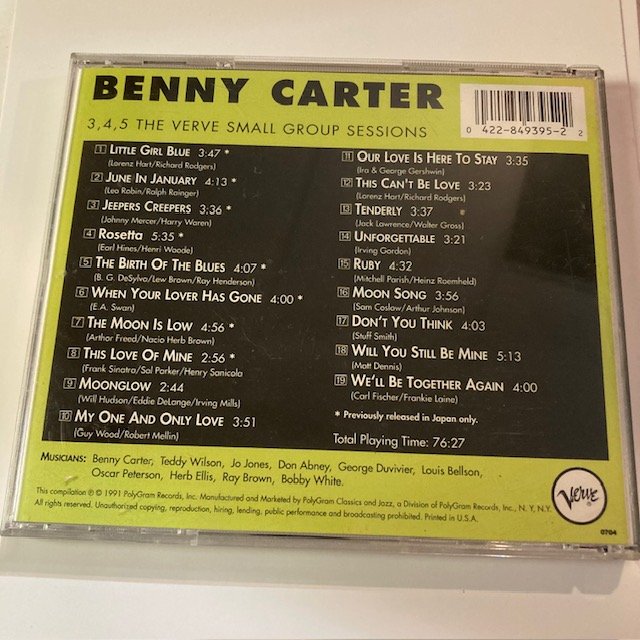 BENNY CARTER
3,4,5 THE VERVE SMALL GROUP SESSIONS
0 422-849395-2 2
1 LITTLE GIRL BLUE 3:47 *
(Lorenz Hart/Richard Rodgers)
2 JUNE IN JANUARY 4:13 *
(Leo Robin/Ralph Rainger)
3 JEEPERS CREEPERS 3:36 *
(Johnny Mercer/Harry Waren)
4 ROSETTA 5:35 *
(Earl Hines/Henri Woode)
5 THE BIRTH OF THE BLUES 4:07 *
(B. G. DeSylva/Lew Brown/Ray Henderson)
6 WHEN YOUR LOVER HAS GONE 4:00 *
(E.A. Swan)
7 THE MOON IS LOW 4:56 *
(Arthur Freed/Nacio Herb Brown)
8 THIS LOVE OF MINE 2:56 *
(Frank Sinatra/Sol Parker/Henry Sanicola
9 MOONGLOW 2:44
(Will Hudson/Eddie DeLange/Irving Mills)
10 MY ONE AND ONLY LOVE 3:51
(Guy Wood/Robert Mellin)
11 OUR LOVE IS HERE TO STAY 3:35
(Ira & George Gershwin)
12 THIS CAN'T BE LOVE 3:23
(Lorenz Hart/Richard Rodgers)
13 TENDERLY 3:37
(Jack Lawrence/Walter Gross)
14 UNFORGETTABLE 3:21
(Irving Gordon)
15 RUBY 4:32
(Mitchell Parish/Heinz Roemheld)
16 MOON SONG 3:56
(Sam Coslow/Arthur Johnson)
17 DON'T YOU THINK 4:03
(Stuff Smith)
18 WILL YOU STILL BE MINE 5:13
(Matt Dennis)
19 WE'LL BE TOGETHER AGAIN 4:00
(Carl Fischer/Frankie Laine)
* Previously released in Japan only.
Total Playing Time: 76:27
MUSICIANS: Benny Carter, Teddy Wilson, Jo Jones, Don Abney, George Duvivier, Louis Bellson,
Oscar Peterson, Herb Ellis, Ray Brown, Bobby White.
This compilation ℗ © 1991 PolyGram Records, Inc. Manufactured and Marketed by PolyGram Classics and Jazz, a Division of PolyGram Records, Inc., N. Y., N.Y.
All rights reserved. Unauthorized copying, reproduction, hiring, lending, public performance and broadcasting prohibited. Printed in U.S.A.
Verve
0704